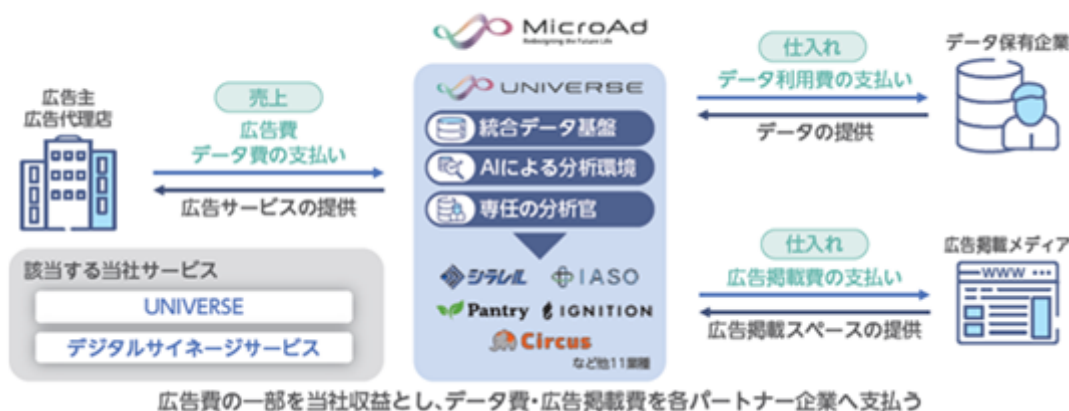 MicroAd
Redesigning the Future Life
UNIVERSE
統合データ基盤
AIによる分析環境
専任の分析官
シラレル
IASO
Pantry
IGNITION
Circus
など他11業種
広告主
広告代理店
売上
広告費
データ費の支払い
広告サービスの提供
該当する当社サービス
UNIVERSE
デジタルサイネージサービス
仕入れ
データ利用費の支払い
データの提供
データ保有企業
仕入れ
広告掲載費の支払い
広告掲載スペースの提供
広告掲載メディア
WWW
広告費の一部を当社収益とし、データ費・広告掲載費を各パートナー企業へ支払う